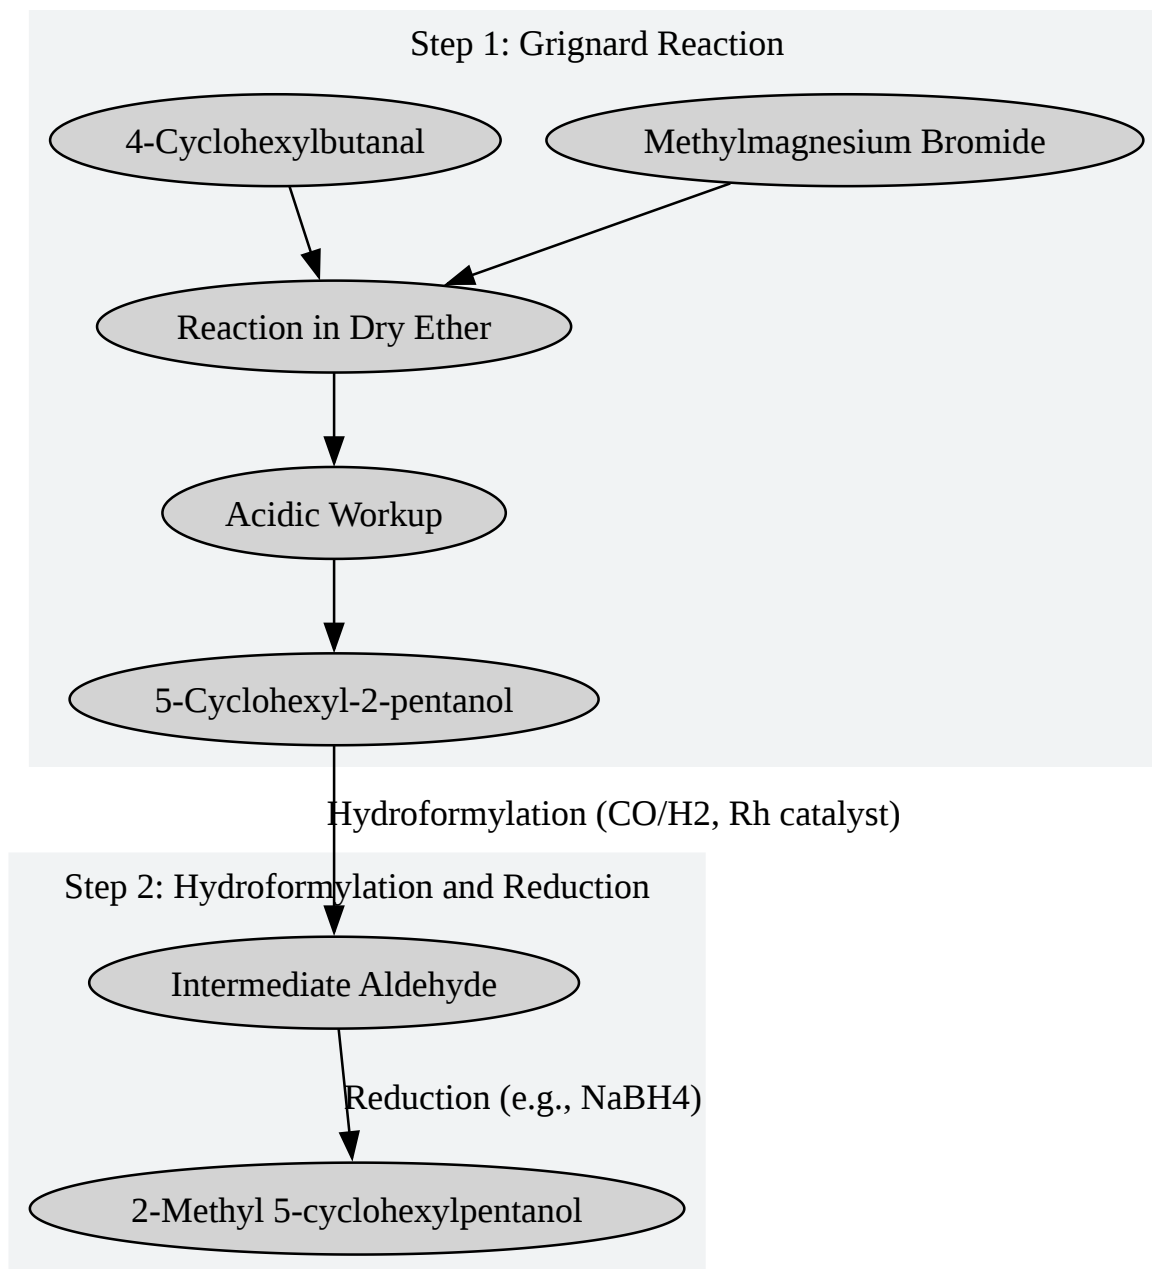 Step 1: Grignard Reaction
4-Cyclohexylbutanal
Methylmagnesium Bromide
Reaction in Dry Ether
Acidic Workup
5-Cyclohexyl-2-pentanol
Hydroformylation (CO/H2, Rh catalyst)
Step 2: Hydroformylation and Reduction
Intermediate Aldehyde
Reduction (e.g., NaBH4)
2-Methyl 5-cyclohexylpentanol